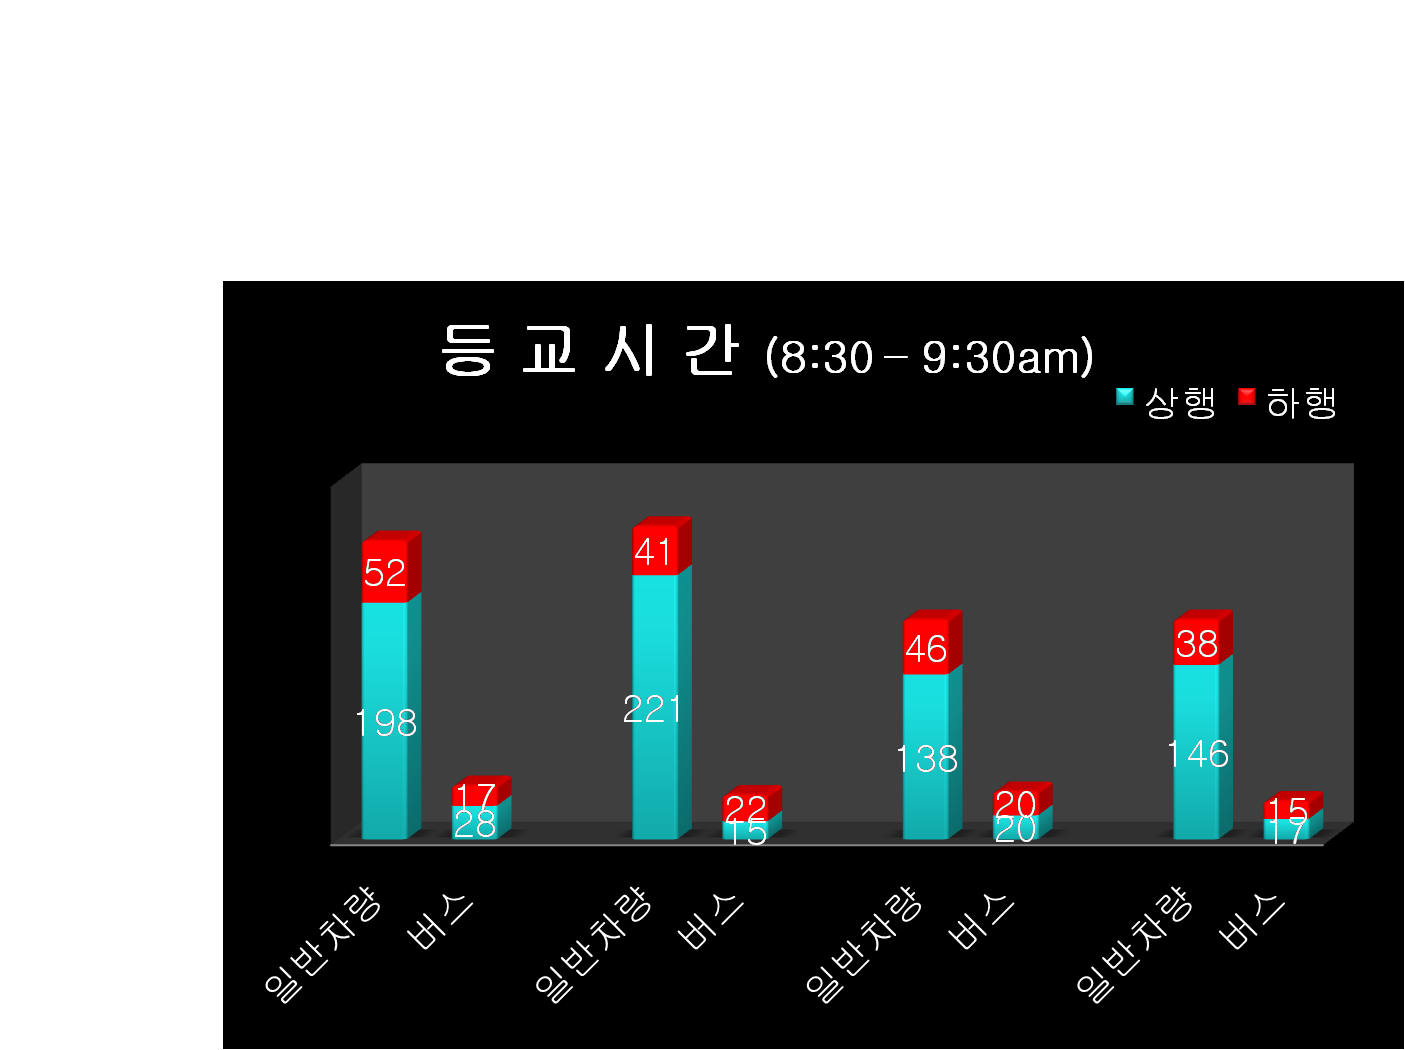 등 교 시 간 (8:30 – 9:30am)
상행 하행
52 41 46 38
198 221 138 146
17 22 20 15
28 15 20 17
일반차량 버스 일반차량 버스 일반차량 버스 일반차량 버스